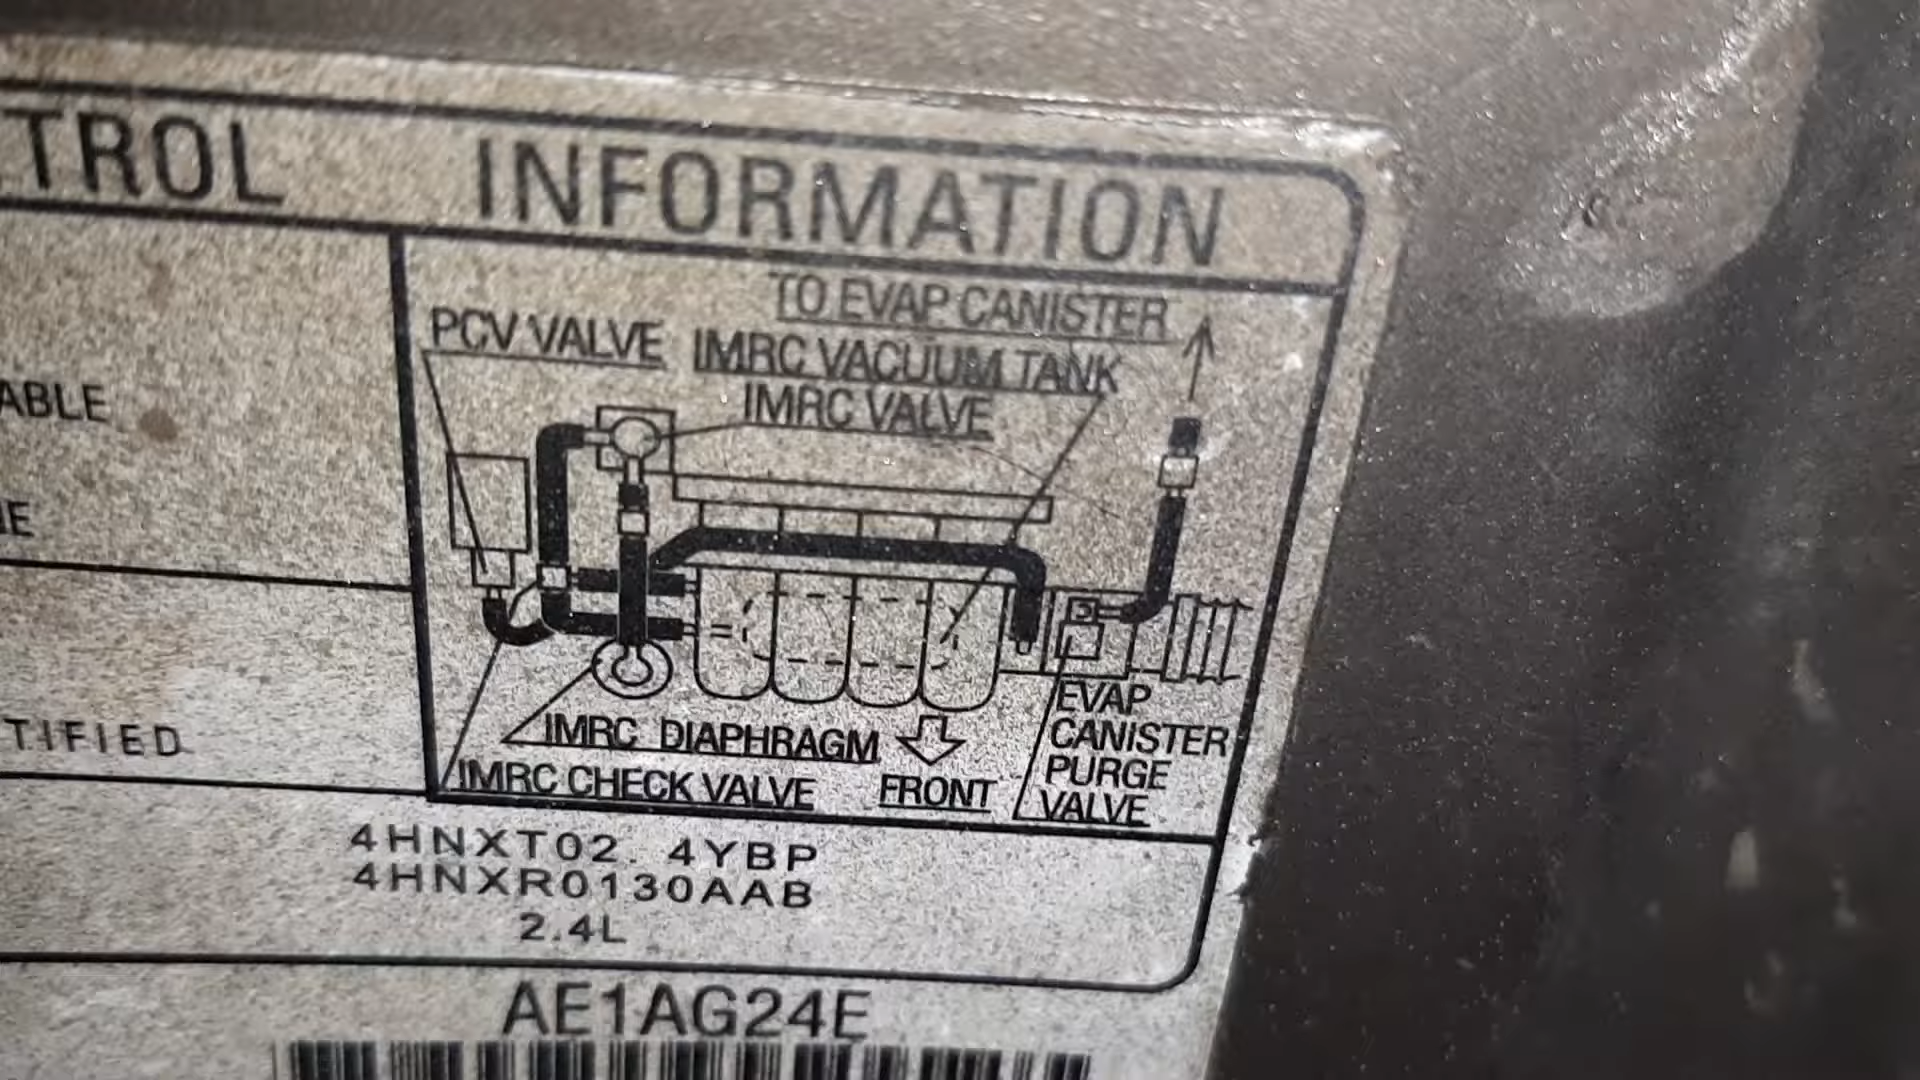 TROL INFORMATION
TO EVAP CANISTER
PCV VALVE
IMRC VACUUM TANK
IMRC VALVE
ABLE
IE
TIFIED
IMRC DIAPHRAGM
IMRC CHECK VALVE
FRONT
EVAP
CANISTER
PURGE
VALVE
4HNXT02.4YBP
4HNXR0130AAB
2.4L
AE1AG24E